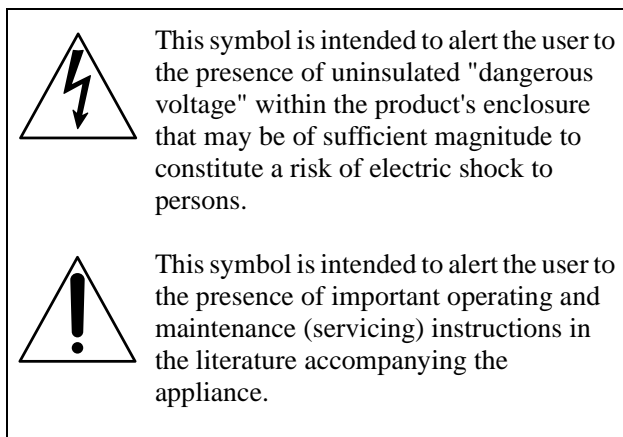 This symbol is intended to alert the user to
the presence of uninsulated "dangerous
voltage" within the product's enclosure
that may be of sufficient magnitude to
constitute a risk of electric shock to
persons.
This symbol is intended to alert the user to
the presence of important operating and
maintenance (servicing) instructions in
the literature accompanying the
appliance.